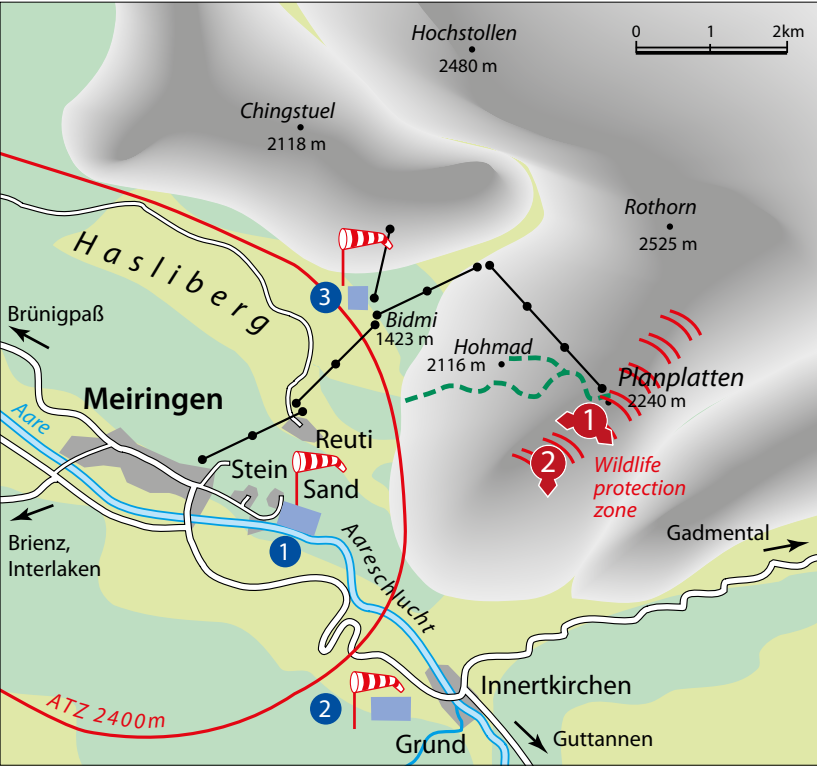 Hochstollen
2480 m
0 1 2km
Chingstuel
2118 m
Rothorn
2525 m
Hasliberg
3
Brünigpaß
Bidmi
1423 m
Hohmad
2116 m
Planplatten
2240 m
Meiringen
1
Aare
Reuti
2
Wildlife
protection
zone
Stein
Sand
Gadmental
Brienz,
Interlaken
1
Aareschlucht
ATZ 2400m
2
Innertkirchen
Grund
Guttannen